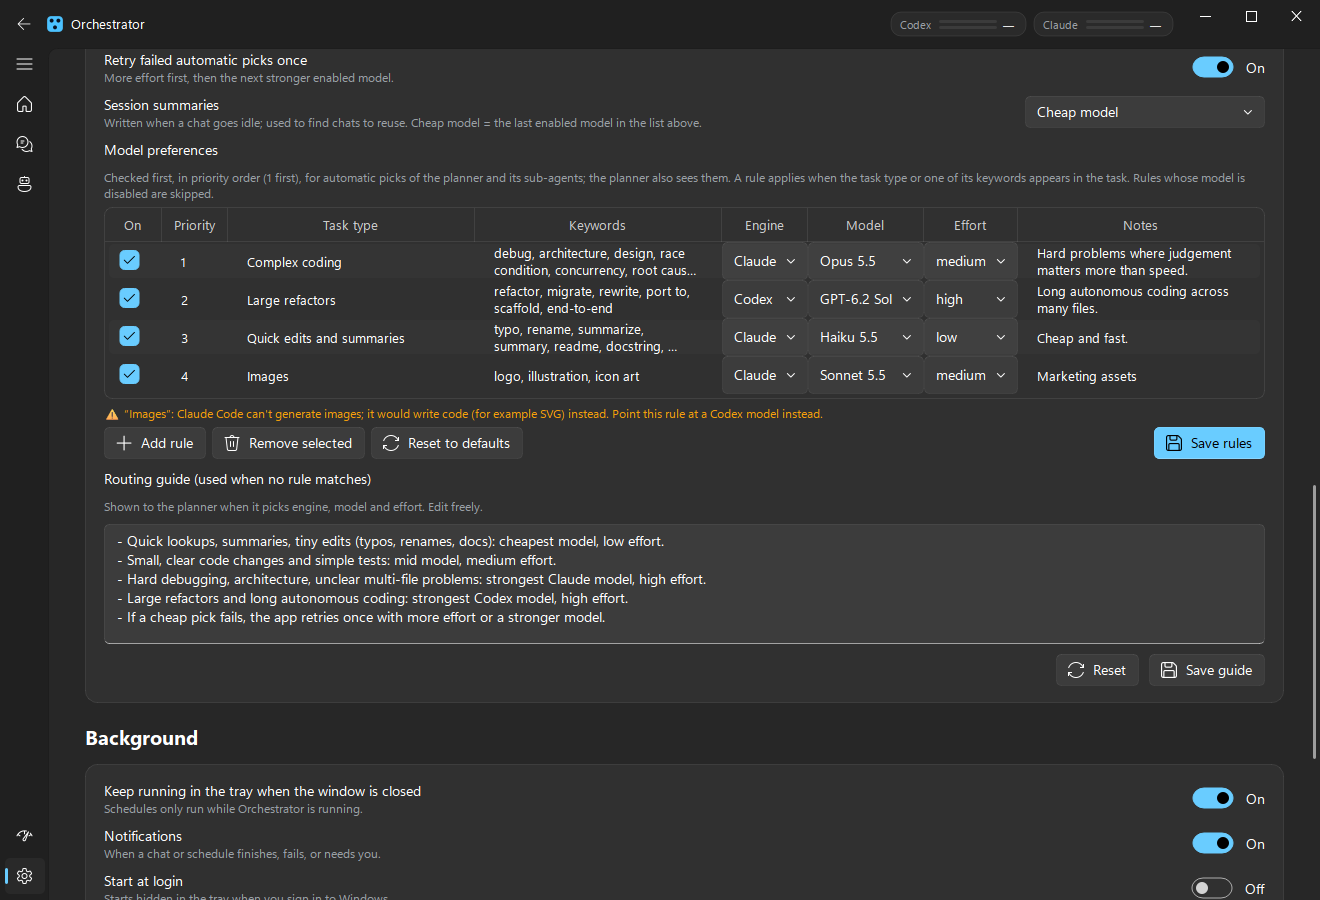 Orchestrator
Codex —
Claude —
Retry failed automatic picks once
More effort first, then the next stronger enabled model.
On
Session summaries
Written when a chat goes idle; used to find chats to reuse. Cheap model = the last enabled model in the list above.
Cheap model
Model preferences
Checked first, in priority order (1 first), for automatic picks of the planner and its sub-agents; the planner also sees them. A rule applies when the task type or one of its keywords appears in the task. Rules whose model is
disabled are skipped.
On Priority Task type Keywords Engine Model Effort Notes
1 Complex coding
debug, architecture, design, race
condition, concurrency, root caus...
Claude Opus 5.5 medium
Hard problems where judgement
matters more than speed.
2 Large refactors
refactor, migrate, rewrite, port to,
scaffold, end-to-end
Codex GPT-6.2 Sol high
Long autonomous coding across
many files.
3 Quick edits and summaries
typo, rename, summarize,
summary, readme, docstring, ...
Claude Haiku 5.5 low
Cheap and fast.
4 Images
logo, illustration, icon art
Claude Sonnet 5.5 medium
Marketing assets
"Images": Claude Code can't generate images; it would write code (for example SVG) instead. Point this rule at a Codex model instead.
Add rule
Remove selected
Reset to defaults
Save rules
Routing guide (used when no rule matches)
Shown to the planner when it picks engine, model and effort. Edit freely.
- Quick lookups, summaries, tiny edits (typos, renames, docs): cheapest model, low effort.
- Small, clear code changes and simple tests: mid model, medium effort.
- Hard debugging, architecture, unclear multi-file problems: strongest Claude model, high effort.
- Large refactors and long autonomous coding: strongest Codex model, high effort.
- If a cheap pick fails, the app retries once with more effort or a stronger model.
Reset
Save guide
Background
Keep running in the tray when the window is closed
Schedules only run while Orchestrator is running.
On
Notifications
When a chat or schedule finishes, fails, or needs you.
On
Start at login
Starts hidden in the tray when you sign in to Windows.
Off